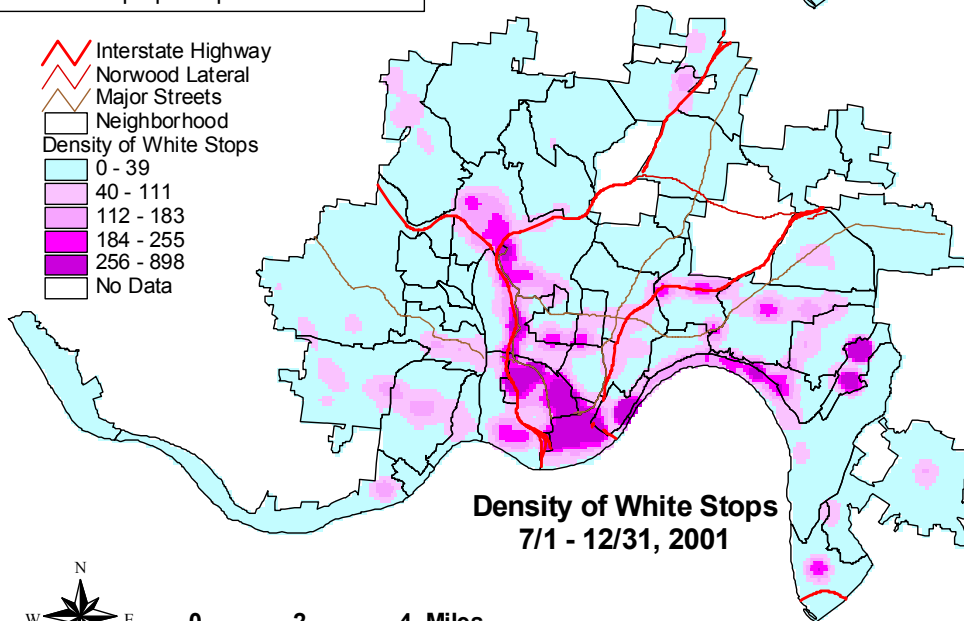 Interstate Highway
Norwood Lateral
Major Streets
Neighborhood
Density of White Stops
0 - 39
40 - 111
112 - 183
184 - 255
256 - 898
No Data
Density of White Stops
7/1 - 12/31, 2001
N
W E
0 2 4 Miles